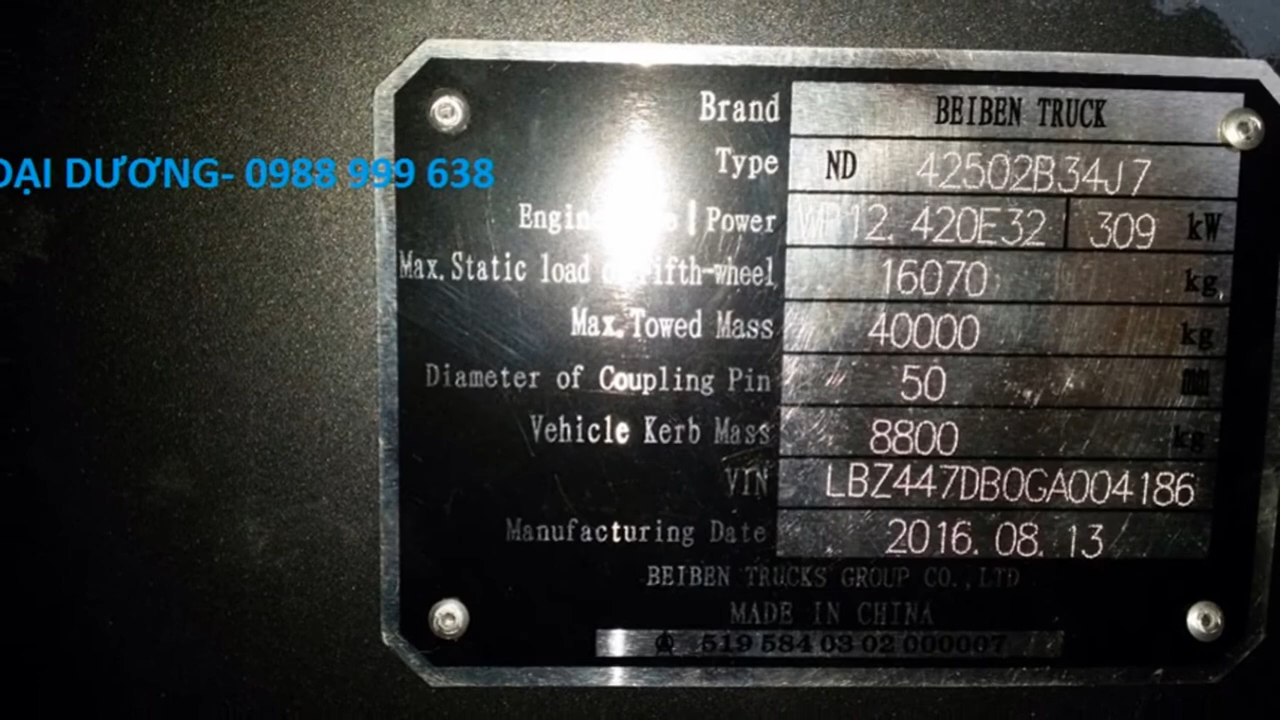 Brand BEIBEN TRUCK
ĐẠI DƯƠNG- 0988 999 638
Type ND 42502B34J7
Power WP12.420E32 309 kW
Max.Static load fifth-wheel 16070 kg
Max.Towed Mass 40000 kg
Diameter of Coupling Pin 50 mm
Vehicle Kerb Mass 8800 kg
VIN LBZ447DB0GA004186
Manufacturing Date 2016.08.13
BEIBEN TRUCKS GROUP CO.,LTD
MADE IN CHINA
519 584 03 02 000007